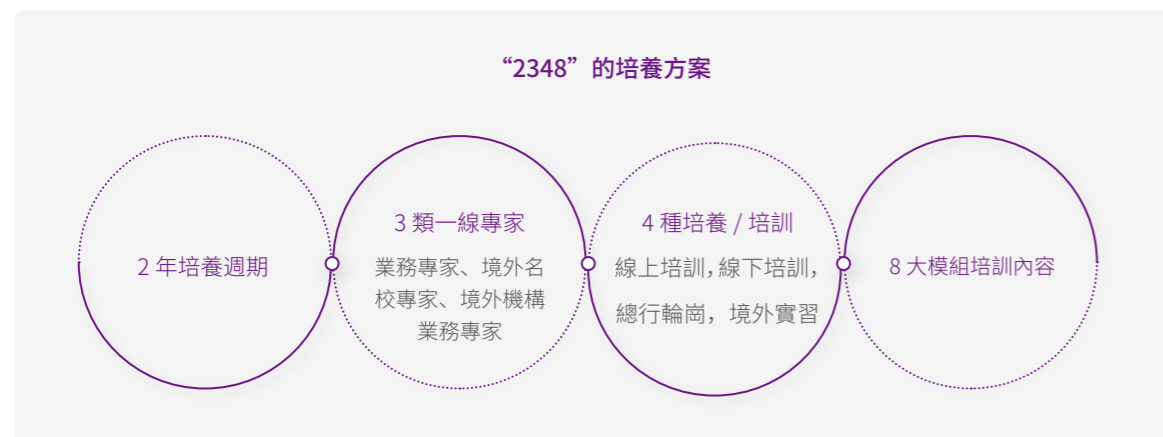 “2348”的培養方案
2 年培養週期
3 類一線專家
業務專家、境外名
校專家、境外機構
業務專家
4 種培養 / 培訓
線上培訓，線下培訓，
總行輪崗，境外實習
8 大模組培訓內容